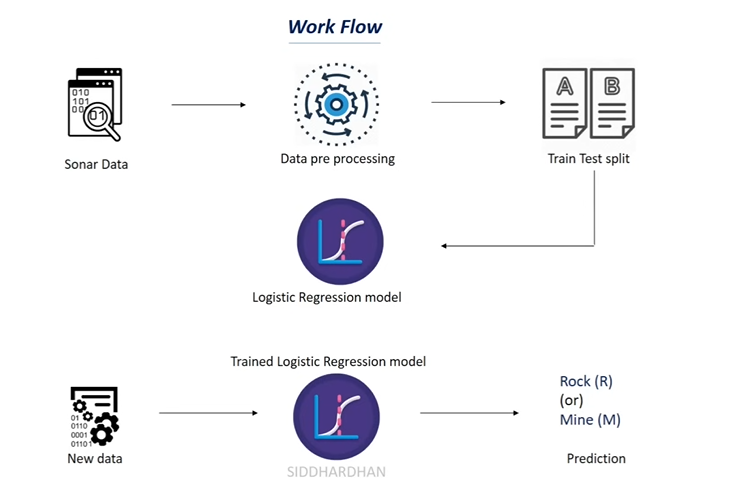 Work Flow
010
101
00
01
Sonar Data
Data pre processing
A
B
Train Test split
Logistic Regression model
Trained Logistic Regression model
Rock (R)
(or)
Mine (M)
01
0110
0001
01101
New data
SIDDHARDHAN
Prediction